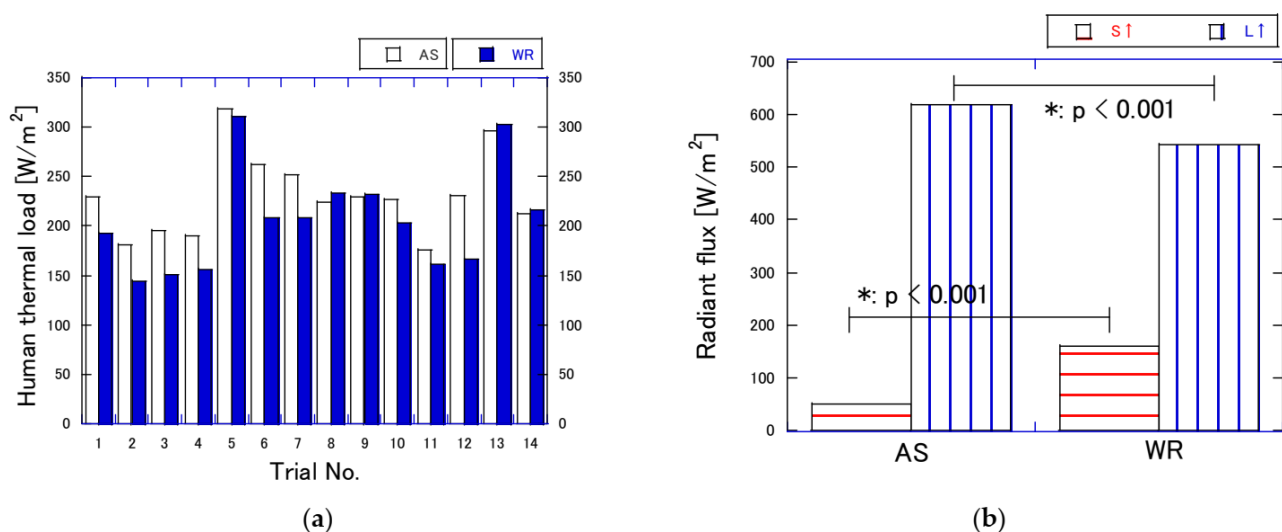 AS WR
350 350
300 300
250 250
200 200
150 150
100 100
50 50
0 0
Human thermal load [W/m²]
1 2 3 4 5 6 7 8 9 10 11 12 13 14
Trial No.
(a)
S↑ L↑
700
600
500
400
300
200
100
0
Radiant flux [W/m²]
*: p < 0.001
*: p < 0.001
AS WR
(b)